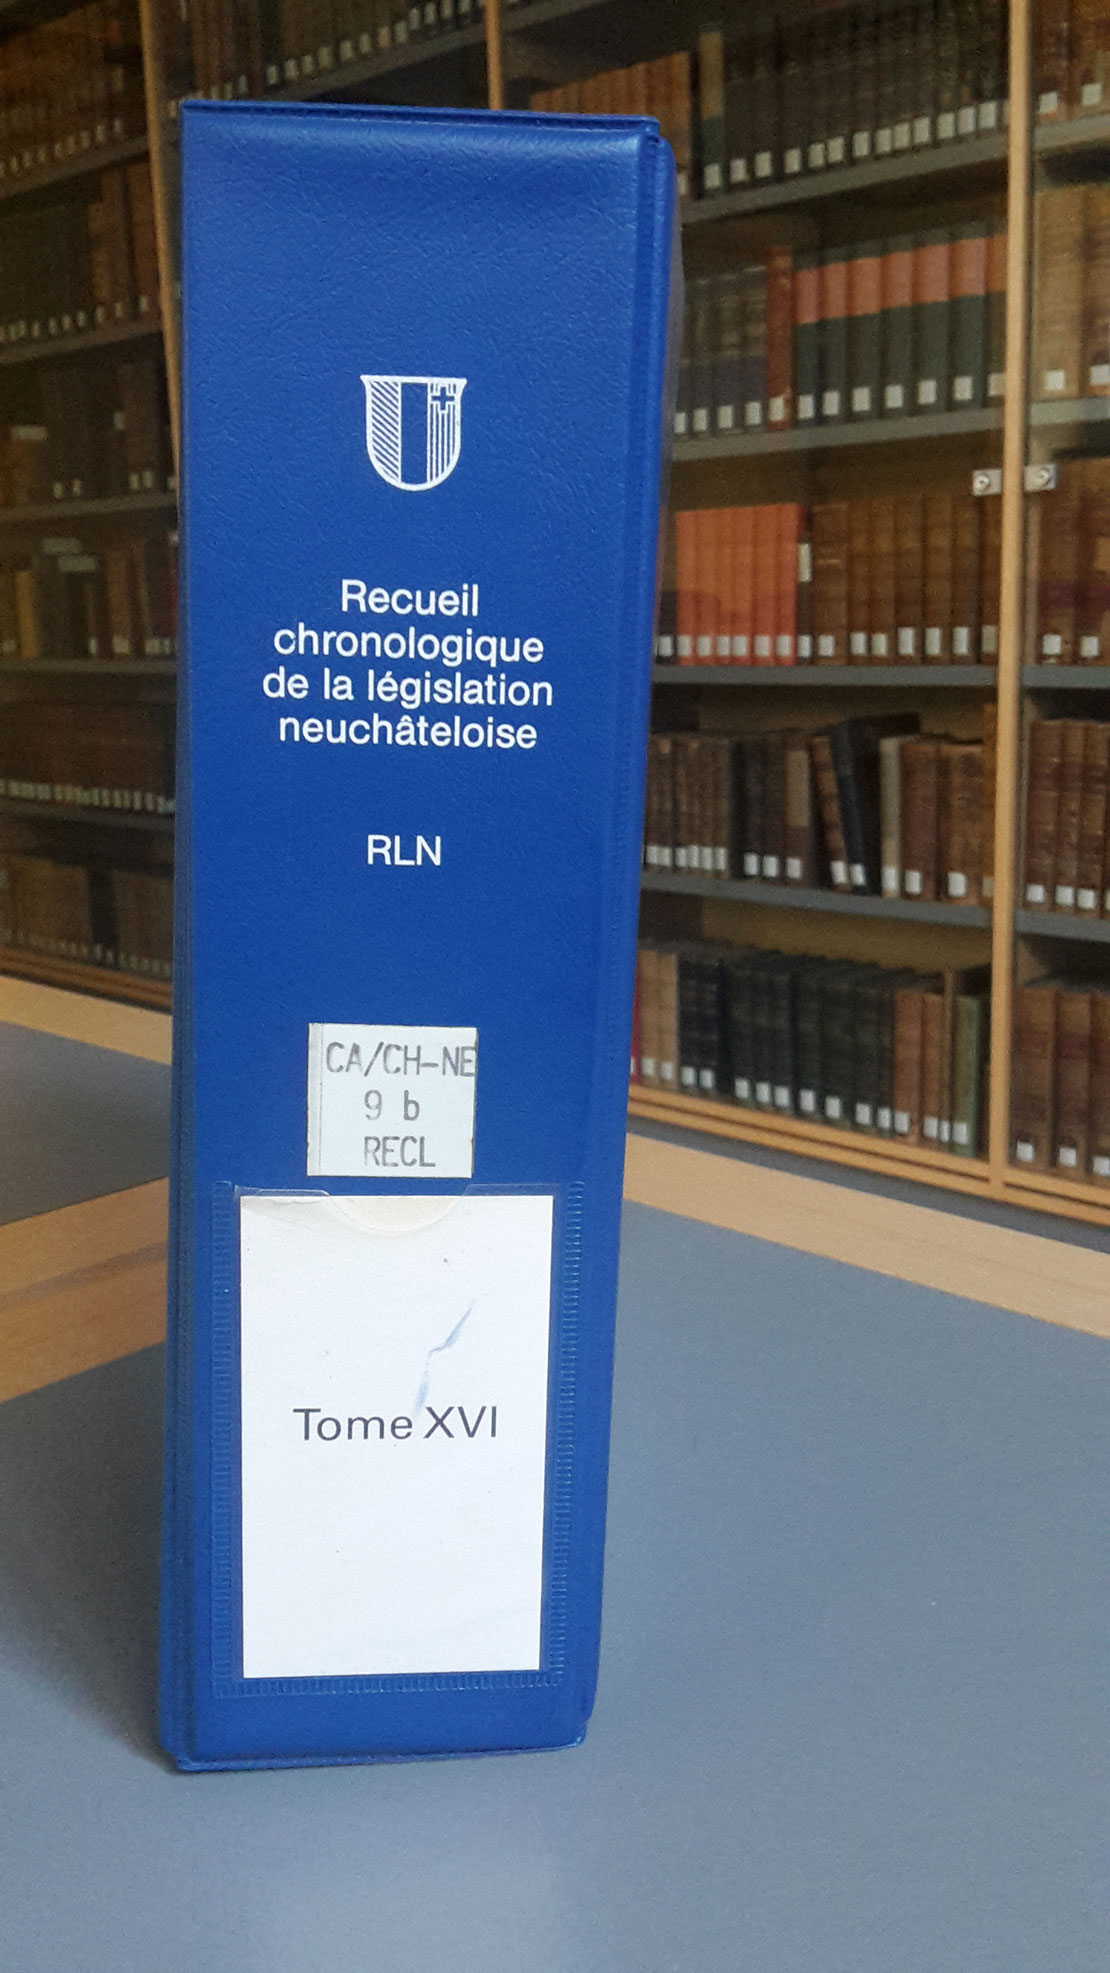 Recueil
chronologique
de la législation
neuchâteloise
RLN
CA/CH-NE
9 b
RECL
Tome XVI